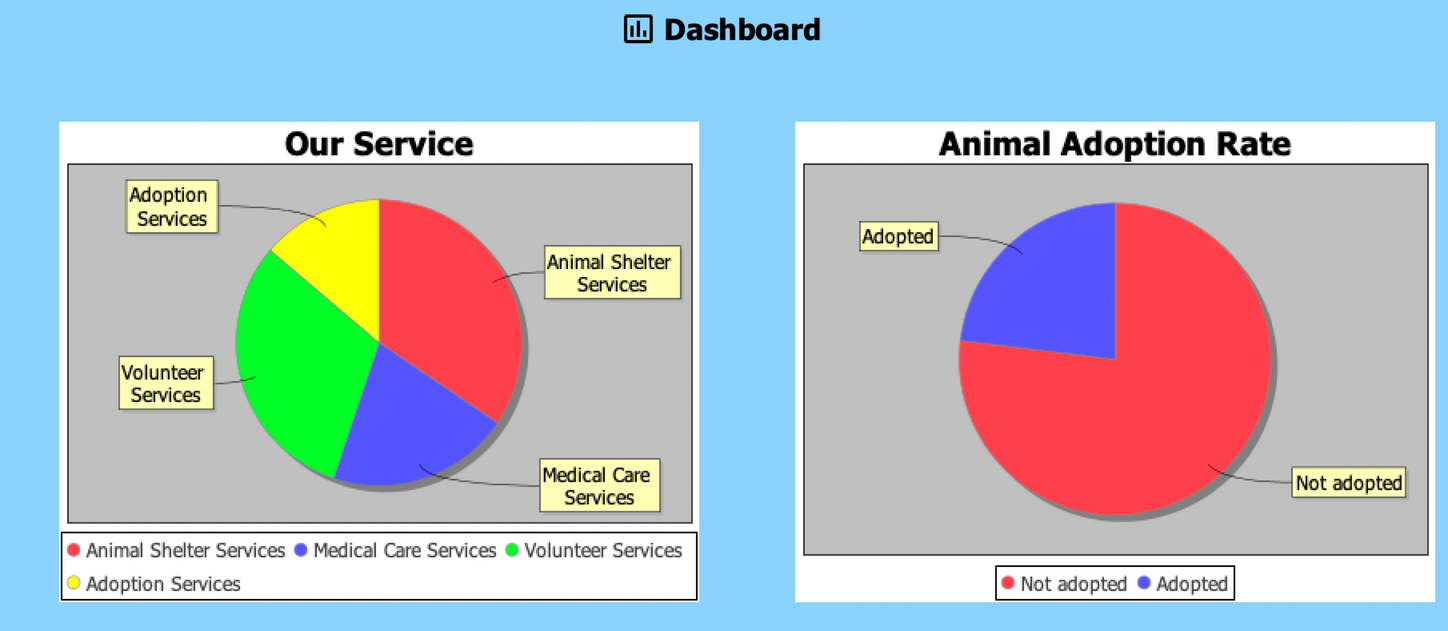 Dashboard
Our Service
Adoption
Services
Animal Shelter
Services
Volunteer
Services
Medical Care
Services
Animal Shelter Services Medical Care Services Volunteer Services
Adoption Services
Animal Adoption Rate
Adopted
Not adopted
Not adopted Adopted